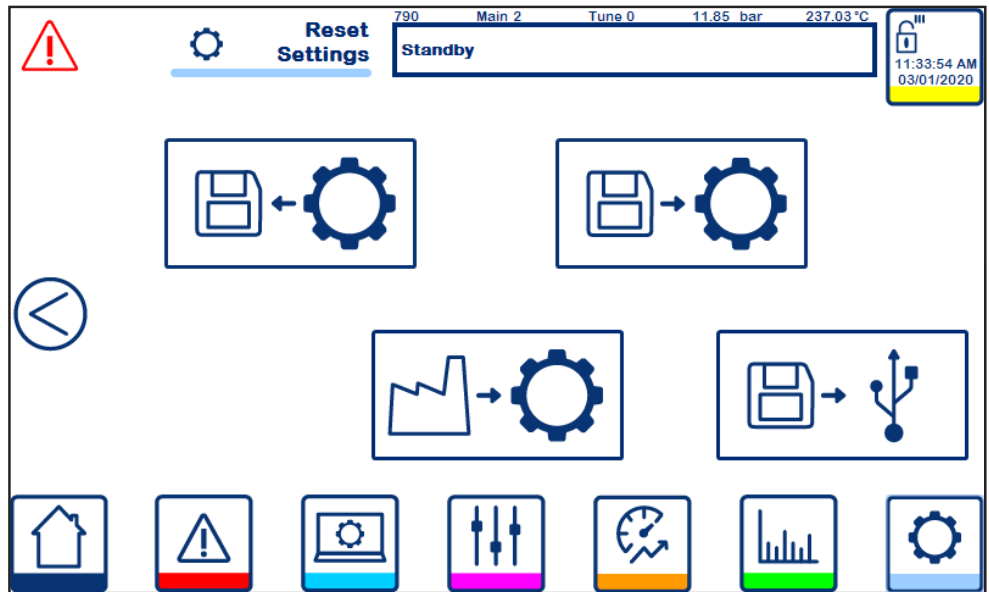 790 Main 2 Tune 0 11.85 bar 237.03 °C
Reset
Settings
Standby
11:33:54 AM
03/01/2020